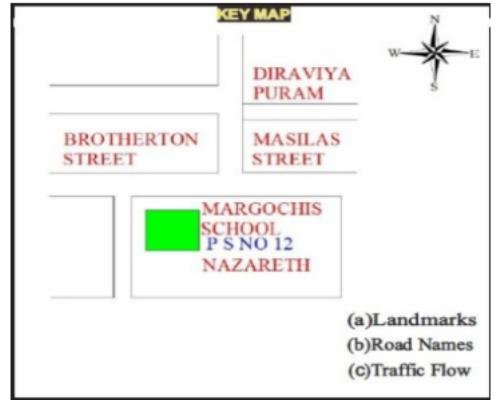 KEY MAP
N
W E
S
DIRAVIYA
PURAM
BROTHERTON
STREET
MASILAS
STREET
MARGOCHIS
SCHOOL
P S NO 12
NAZARETH
(a)Landmarks
(b)Road Names
(c)Traffic Flow